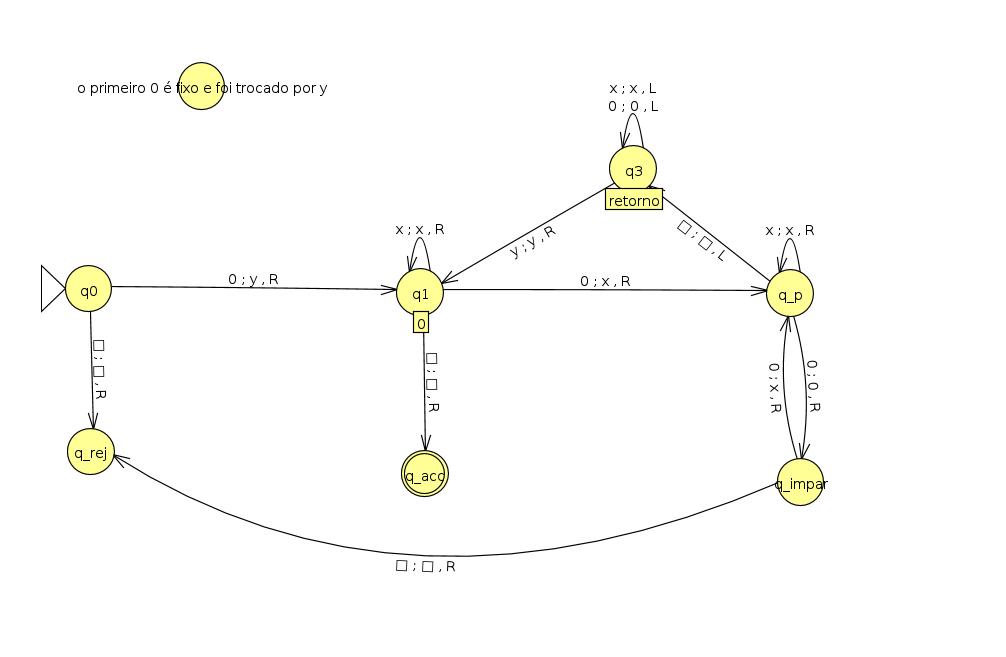 o primeiro 0 é fixo e foi trocado por y
x ; x , L
0 ; 0 , L
q3
retorno
x ; x , R
x ; x , R
y ; y , R
□ ; □ , L
q0
0 ; y , R
q1
0
0 ; x , R
q_p
□ ; □ , R
□ ; □ , R
0 ; x , R
0 ; 0 , R
q_rej
q_acc
q_impar
□ ; □ , R